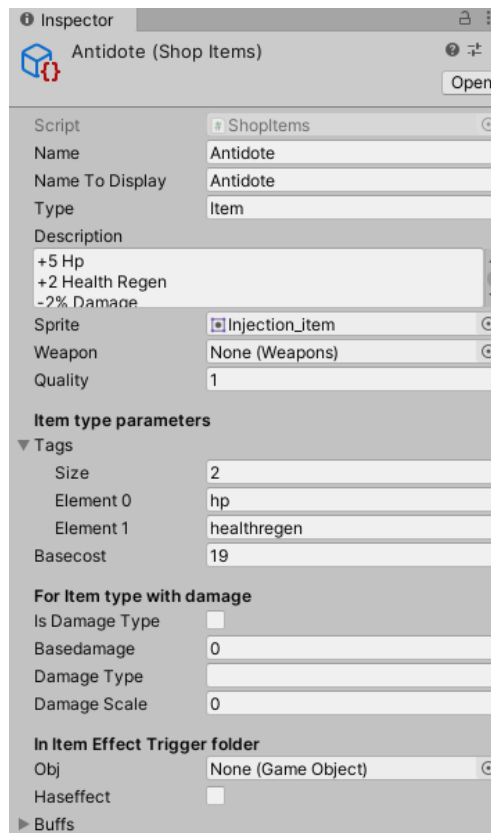 Inspector
Antidote (Shop Items)
Open
Script # ShopItems
Name Antidote
Name To Display Antidote
Type Item
Description
+5 Hp
+2 Health Regen
-2% Damage
Sprite Injection_item
Weapon None (Weapons)
Quality 1
Item type parameters
Tags
Size 2
Element 0 hp
Element 1 healthregen
Basecost 19
For Item type with damage
Is Damage Type
Basedamage 0
Damage Type
Damage Scale 0
In Item Effect Trigger folder
Obj None (Game Object)
Haseffect
Buffs